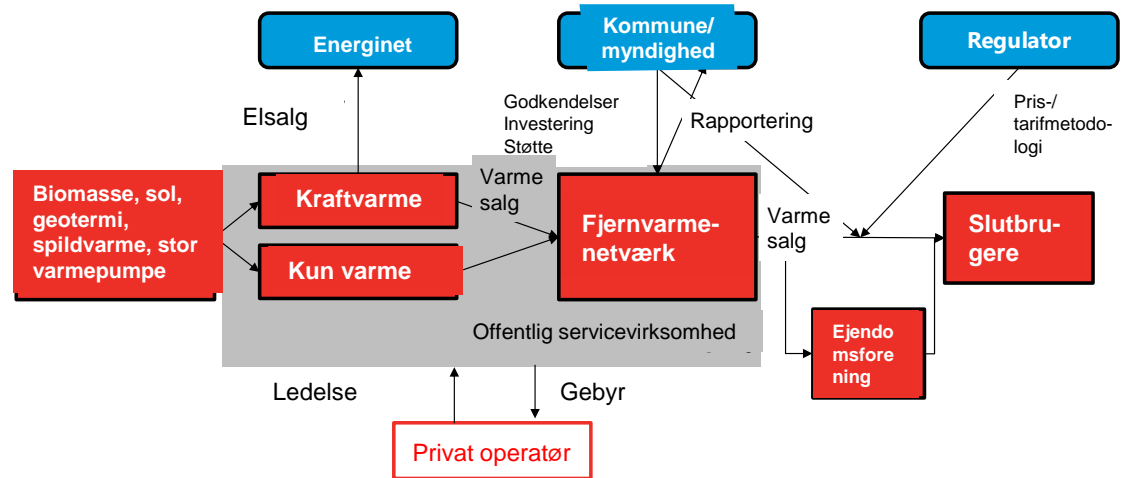 Energinet
Kommune/
myndighed
Regulator
Elsalg
Godkendelser
Investering
Støtte
Rapportering
Pris-/
tarifmetodo-
logi
Biomasse, sol,
geotermi,
spildvarme, stor
varmepumpe
Kraftvarme
Kun varme
Varme
salg
Fjernvarme-
netværk
Varme
salg
Slutbru-
gere
Offentlig servicevirksomhed
Ejendo
msfore
ning
Ledelse
Gebyr
Privat operatør